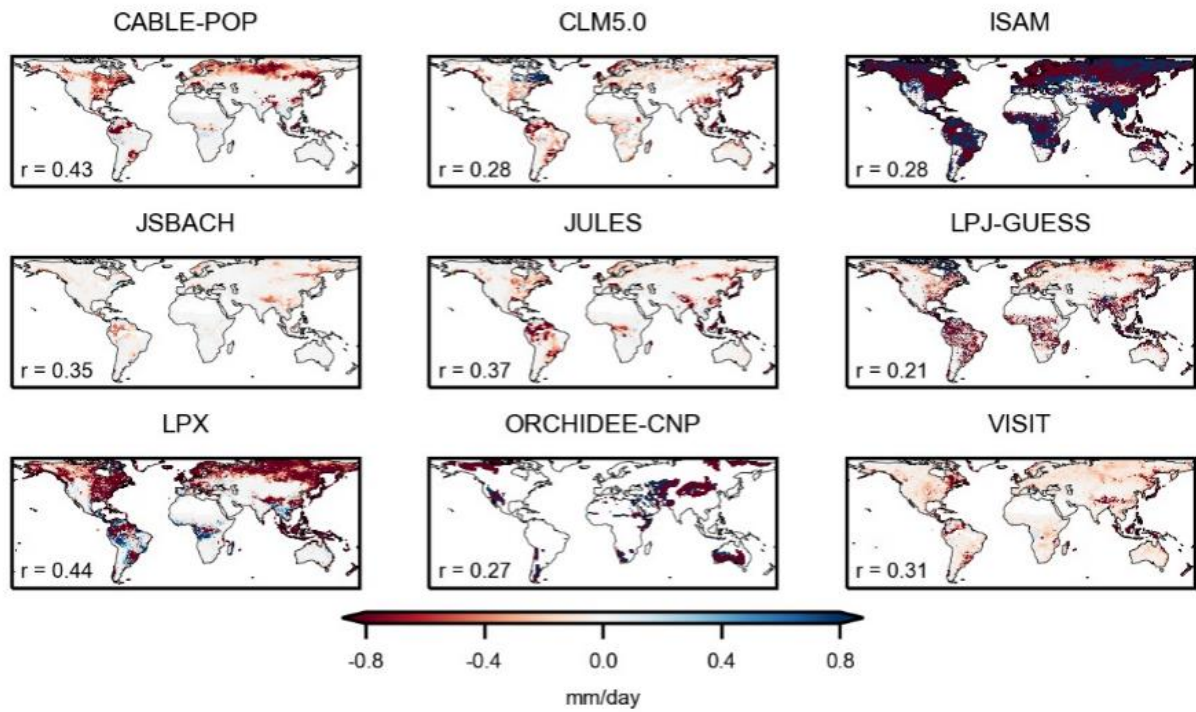 CABLE-POP CLM5.0 ISAM
r = 0.43 r = 0.28 r = 0.28
JSBACH JULES LPJ-GUESS
r = 0.35 r = 0.37 r = 0.21
LPX ORCHIDEE-CNP VISIT
r = 0.44 r = 0.27 r = 0.31
-0.8 -0.4 0.0 0.4 0.8
mm/day